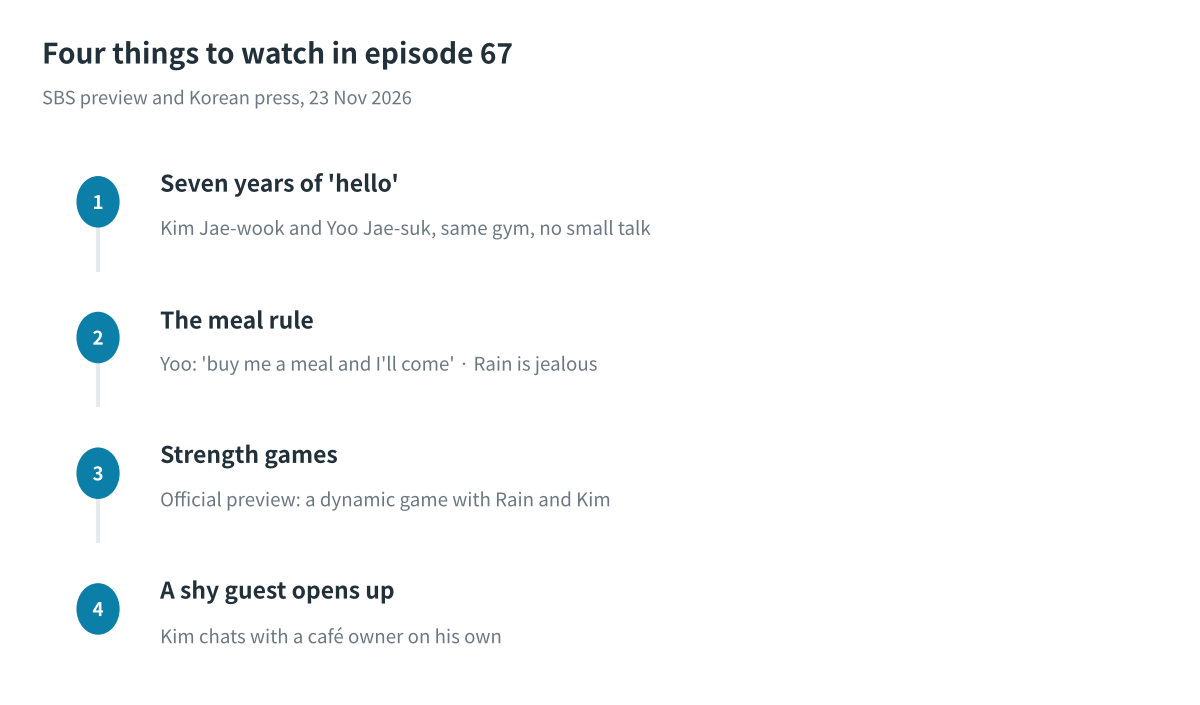 Four things to watch in episode 67
SBS preview and Korean press, 23 Nov 2026
1
Seven years of 'hello'
Kim Jae-wook and Yoo Jae-suk, same gym, no small talk
2
The meal rule
Yoo: 'buy me a meal and I'll come' · Rain is jealous
3
Strength games
Official preview: a dynamic game with Rain and Kim
4
A shy guest opens up
Kim chats with a café owner on his own